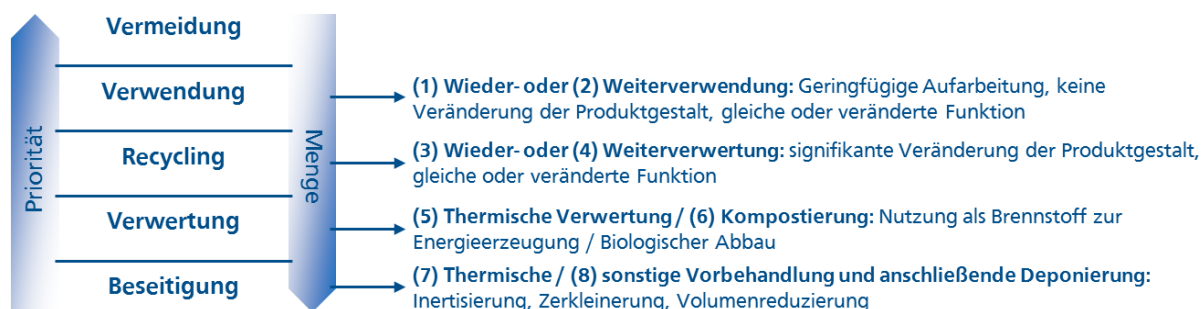 Vermeidung
Verwendung
(1) Wieder- oder (2) Weiterverwendung: Geringfügige Aufarbeitung, keine
Veränderung der Produktgestalt, gleiche oder veränderte Funktion
Priorität
Menge
Recycling
(3) Wieder- oder (4) Weiterverwertung: signifikante Veränderung der Produktgestalt,
gleiche oder veränderte Funktion
Verwertung
(5) Thermische Verwertung / (6) Kompostierung: Nutzung als Brennstoff zur
Energieerzeugung / Biologischer Abbau
Beseitigung
(7) Thermische / (8) sonstige Vorbehandlung und anschließende Deponierung:
Inertisierung, Zerkleinerung, Volumenreduzierung